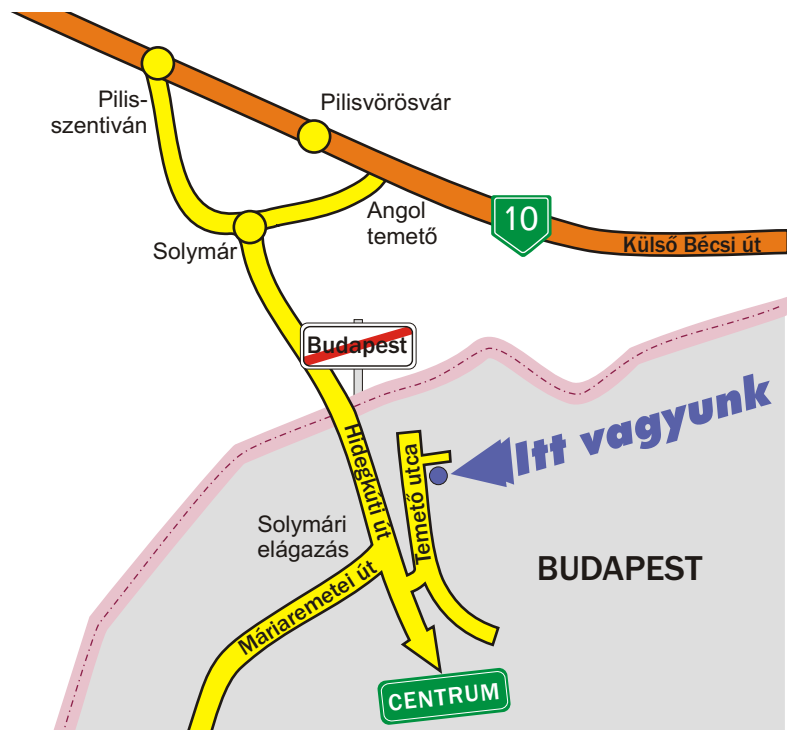 Pilis-
szentiván
Pilisvörösvár
Angol
temető
10
Külső Bécsi út
Solymár
Budapest
Itt vagyunk
Hidegkúti út
Temető utca
Solymári
elágazás
BUDAPEST
Máriaremetei út
CENTRUM